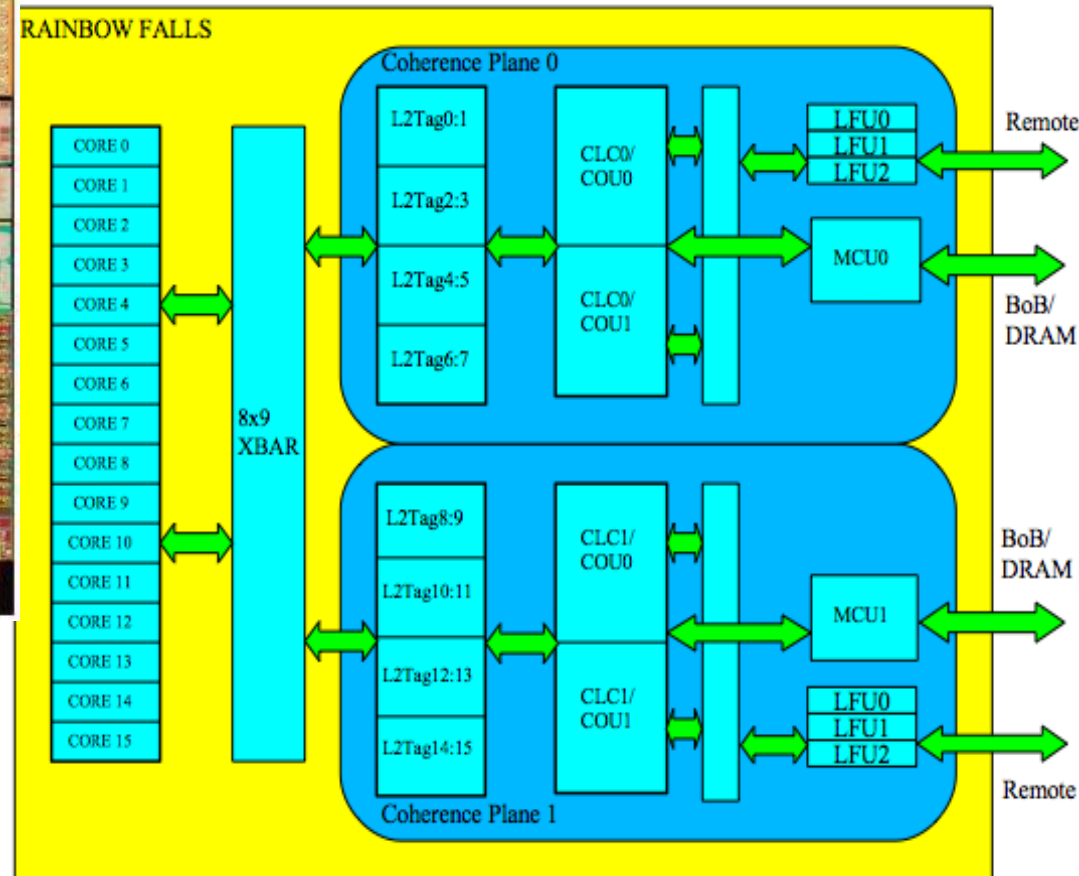 RAINBOW FALLS
CORE 0
CORE 1
CORE 2
CORE 3
CORE 4
CORE 5
CORE 6
CORE 7
CORE 8
CORE 9
CORE 10
CORE 11
CORE 12
CORE 13
CORE 14
CORE 15
8x9
XBAR
Coherence Plane 0
L2Tag0:1
L2Tag2:3
L2Tag4:5
L2Tag6:7
CLC0/
COU0
CLC0/
COU1
LFU0
LFU1
LFU2
MCU0
Remote
BoB/
DRAM
L2Tag8:9
L2Tag10:11
L2Tag12:13
L2Tag14:15
CLC1/
COU0
CLC1/
COU1
MCU1
LFU0
LFU1
LFU2
BoB/
DRAM
Remote
Coherence Plane 1